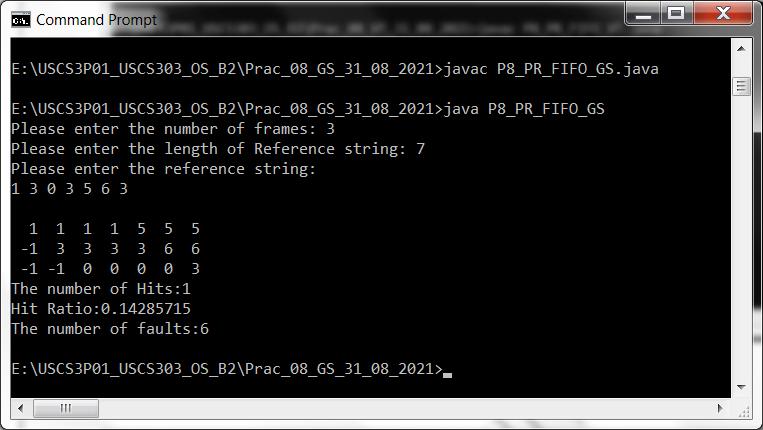 Command Prompt
E:\USCS3P01_USCS303_OS_B2\Prac_08_GS_31_08_2021>javac P8_PR_FIFO_GS.java
E:\USCS3P01_USCS303_OS_B2\Prac_08_GS_31_08_2021>java P8_PR_FIFO_GS
Please enter the number of frames: 3
Please enter the length of Reference string: 7
Please enter the reference string:
1 3 0 3 5 6 3
1 1 1 1 5 5 5
-1 3 3 3 3 6 6
-1 -1 0 0 0 0 3
The number of Hits:1
Hit Ratio:0.14285715
The number of faults:6
E:\USCS3P01_USCS303_OS_B2\Prac_08_GS_31_08_2021>